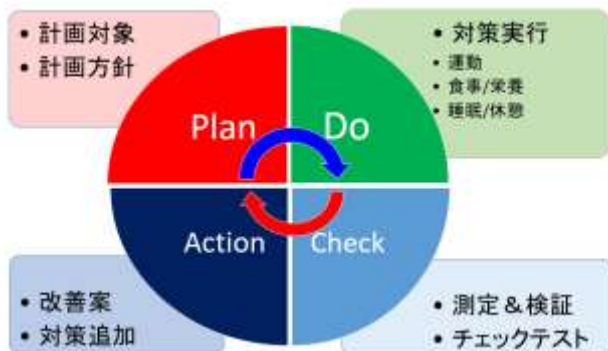 • 計画対象
• 計画方針
• 対策実行
• 運動
• 食事/栄養
• 睡眠/休憩
Plan
Do
Action
Check
• 改善案
• 対策追加
• 測定＆検証
• チェックテスト